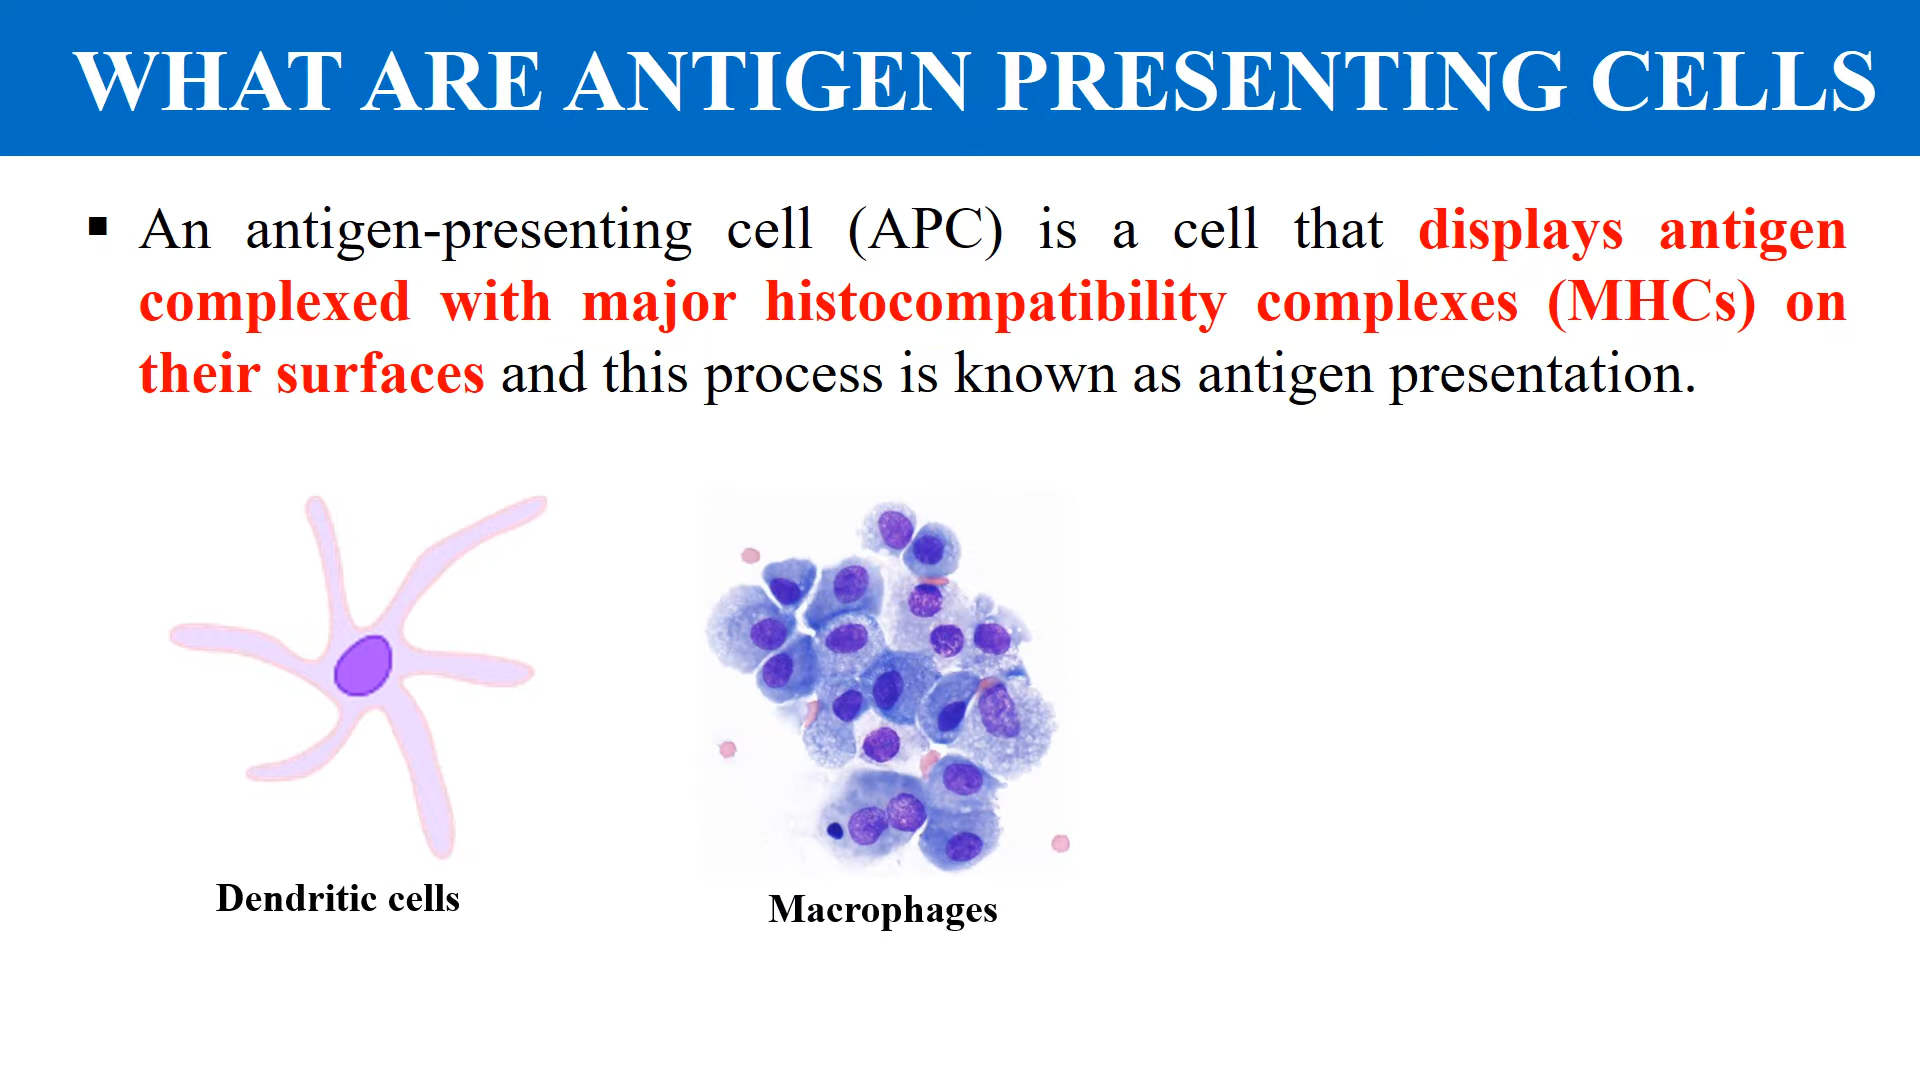 WHAT ARE ANTIGEN PRESENTING CELLS
▪ An antigen-presenting cell (APC) is a cell that displays antigen
complexed with major histocompatibility complexes (MHCs) on
their surfaces and this process is known as antigen presentation.
Dendritic cells
Macrophages